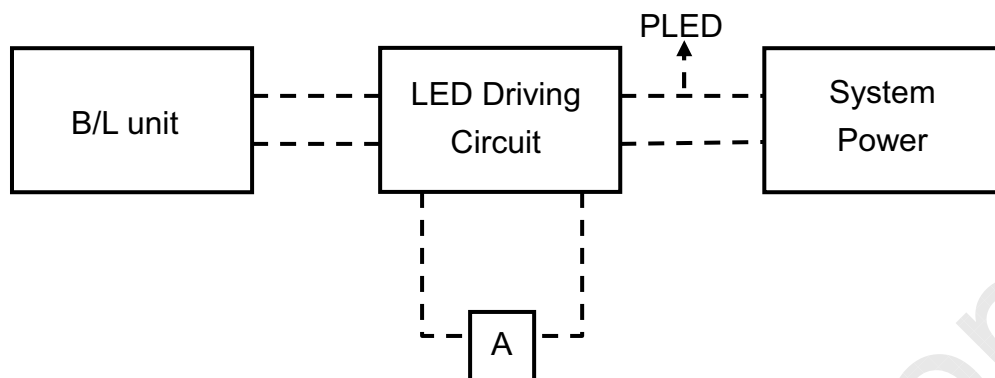 PLED
B/L unit
LED Driving
Circuit
System
Power
A